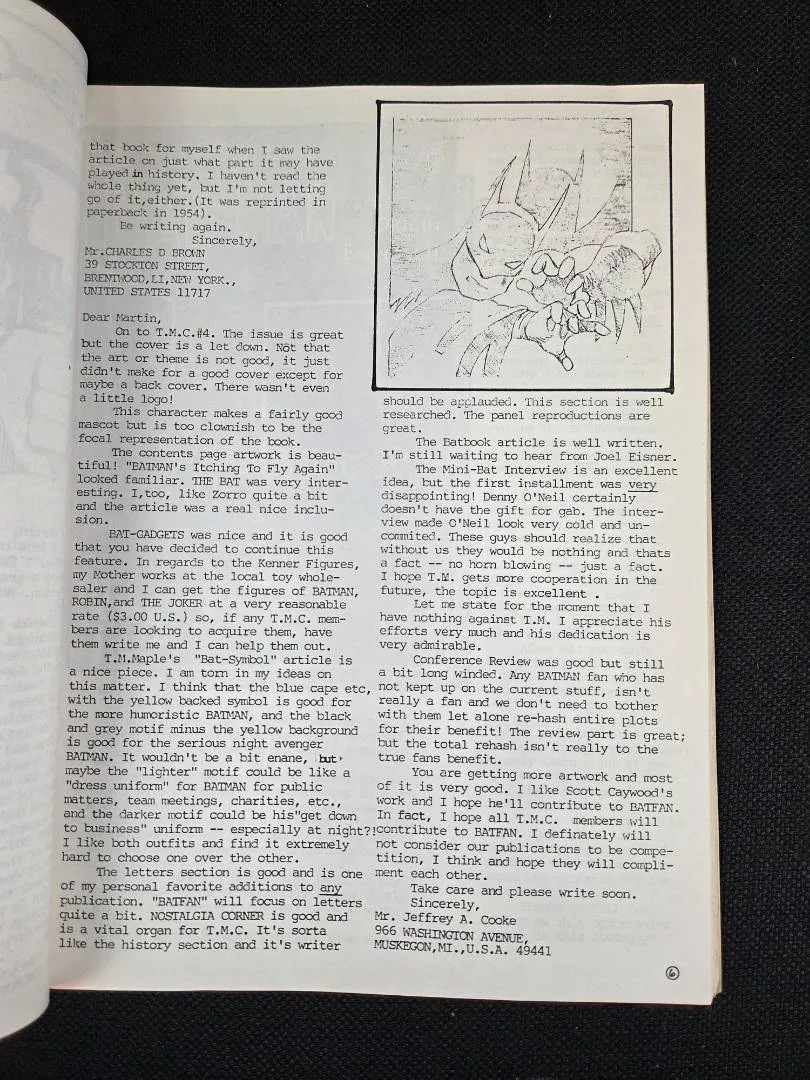 that book for myself when I saw the
article on just what part it may have
played in history. I haven't read the
whole thing yet, but I'm not letting
go of it,either.(It was reprinted in
paperback in 1954).
Be writing again.
Sincerely,
Mr.CHARLES D BROWN
39 STOCKTON STREET,
BRENTWOOD,LI,NEW YORK.,
UNITED STATES 11717
Dear Martin,
On to T.M.C.#4. The issue is great
but the cover is a let down. Not that
the art or theme is not good, it just
didn't make for a good cover except for
maybe a back cover. There wasn't even
a little logo!
This character makes a fairly good
mascot but is too clownish to be the
focal representation of the book.
The contents page artwork is beau-
tiful! "BATMAN's Itching To Fly Again"
looked familiar. THE BAT was very inter-
esting. I,too, like Zorro quite a bit
and the article was a real nice inclu-
sion.
BAT-GADGETS was nice and it is good
that you have decided to continue this
feature. In regards to the Kenner Figures,
my Mother works at the local toy whole-
saler and I can get the figures of BATMAN,
ROBIN,and THE JOKER at a very reasonable
rate ($3.00 U.S.) so, if any T.M.C. mem-
bers are looking to acquire them, have
them write me and I can help them out.
T.M.Maple's "Bat-Symbol" article is
a nice piece. I am torn in my ideas on
this matter. I think that the blue cape etc,
with the yellow backed symbol is good for
the more humoristic BATMAN, and the black
and grey motif minus the yellow background
is good for the serious night avenger
BATMAN. It wouldn't be a bit enane, but
maybe the "lighter" motif could be like a
"dress uniform" for BATMAN for public
matters, team meetings, charities, etc.,
and the darker motif could be his"get down
to business" uniform -- especially at night?!
I like both outfits and find it extremely
hard to choose one over the other.
The letters section is good and is one
of my personal favorite additions to any
publication. "BATFAN" will focus on letters
quite a bit. NOSTALGIA CORNER is good and
is a vital organ for T.M.C. It's sorta
like the history section and it's writer
should be applauded. This section is well
researched. The panel reproductions are
great.
The Batbook article is well written.
I'm still waiting to hear from Joel Eisner.
The Mini-Bat Interview is an excellent
idea, but the first installment was very
disappointing! Denny O'Neil certainly
doesn't have the gift for gab. The inter-
view made O'Neil look very cold and un-
commited. These guys should realize that
without us they would be nothing and thats
a fact -- no horn blowing -- just a fact.
I hope T.M. gets more cooperation in the
future, the topic is excellent .
Let me state for the moment that I
have nothing against T.M. I appreciate his
efforts very much and his dedication is
very admirable.
Conference Review was good but still
a bit long winded. Any BATMAN fan who has
not kept up on the current stuff, isn't
really a fan and we don't need to bother
with them let alone re-hash entire plots
for their benefit! The review part is great;
but the total rehash isn't really to the
true fans benefit.
You are getting more artwork and most
of it is very good. I like Scott Caywood's
work and I hope he'll contribute to BATFAN.
In fact, I hope all T.M.C. members will
contribute to BATFAN. I definately will
not consider our publications to be compe-
tition, I think and hope they will compli-
ment each other.
Take care and please write soon.
Sincerely,
Mr. Jeffrey A. Cooke
966 WASHINGTON AVENUE,
MUSKEGON,MI.,U.S.A. 49441
6